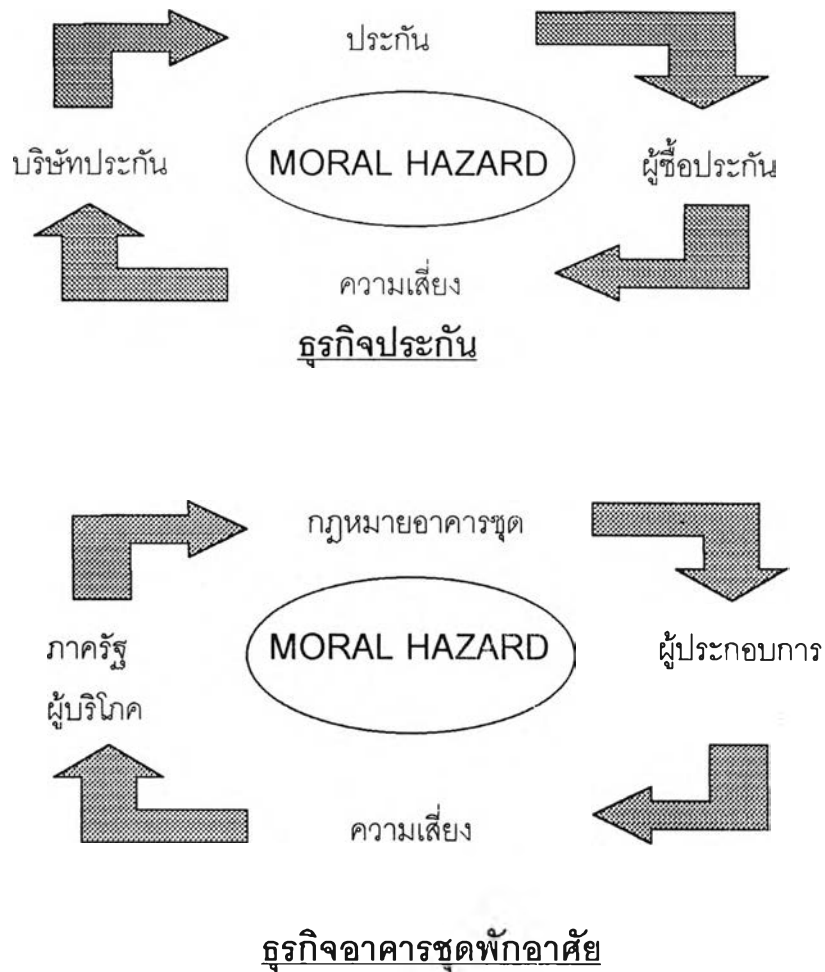 ประกัน
บริษัทประกัน
MORAL HAZARD
ผู้ซื้อประกัน
ความเสี่ยง
ธุรกิจประกัน
กฎหมายอาคารชุด
ภาครัฐ
ผู้บริโภค
MORAL HAZARD
ผู้ประกอบการ
ความเสี่ยง
ธุรกิจอาคารชุดพักอาศัย